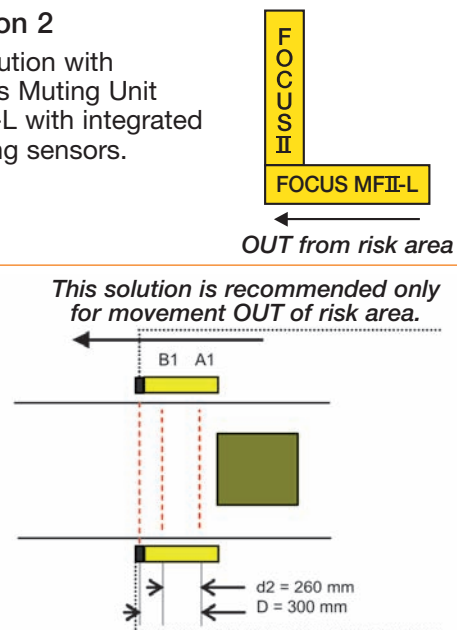 on 2
ution with
s Muting Unit
-L with integrated
ng sensors.
FOCUS II
FOCUS MFII-L
OUT from risk area
This solution is recommended only
for movement OUT of risk area.
B1 A1
d2 = 260 mm
D = 300 mm